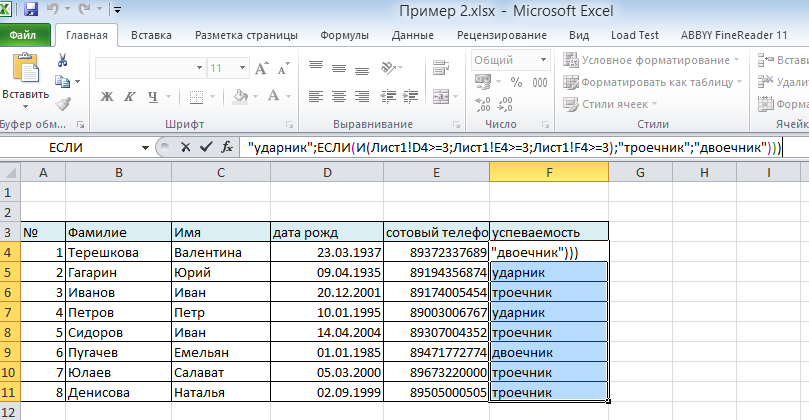 Пример 2.xlsx - Microsoft Excel
Файл Главная Вставка Разметка страницы Формулы Данные Рецензирование Вид Load Test ABBYY FineReader 11
Вставить
Буфер обм...
11 A A
Ж К Ч
Шрифт
Выравнивание
Общий
% 000
Число
Условное форматирование
Форматировать как таблицу
Стили ячеек
Стили
Встави
Удалит
Форма
Ячейк
ЕСЛИ fx "ударник";ЕСЛИ(И(Лист1!D4>=3;Лист1!E4>=3;Лист1!F4>=3);"троечник";"двоечник")))
A B C D E F G H I
1
2
3 № Фамилие Имя дата рожд сотовый телефо успеваемость
4 1 Терешкова Валентина 23.03.1937 89372337689 "двоечник")))
5 2 Гагарин Юрий 09.04.1935 89194356874 ударник
6 3 Иванов Иван 20.12.2001 89174005454 троечник
7 4 Петров Петр 10.01.1995 89003006767 ударник
8 5 Сидоров Иван 14.04.2004 89307004352 троечник
9 6 Пугачев Емельян 01.01.1985 89471772774 двоечник
10 7 Юлаев Салават 05.03.2000 89673220000 троечник
11 8 Денисова Наталья 02.09.1999 89505000505 троечник
12